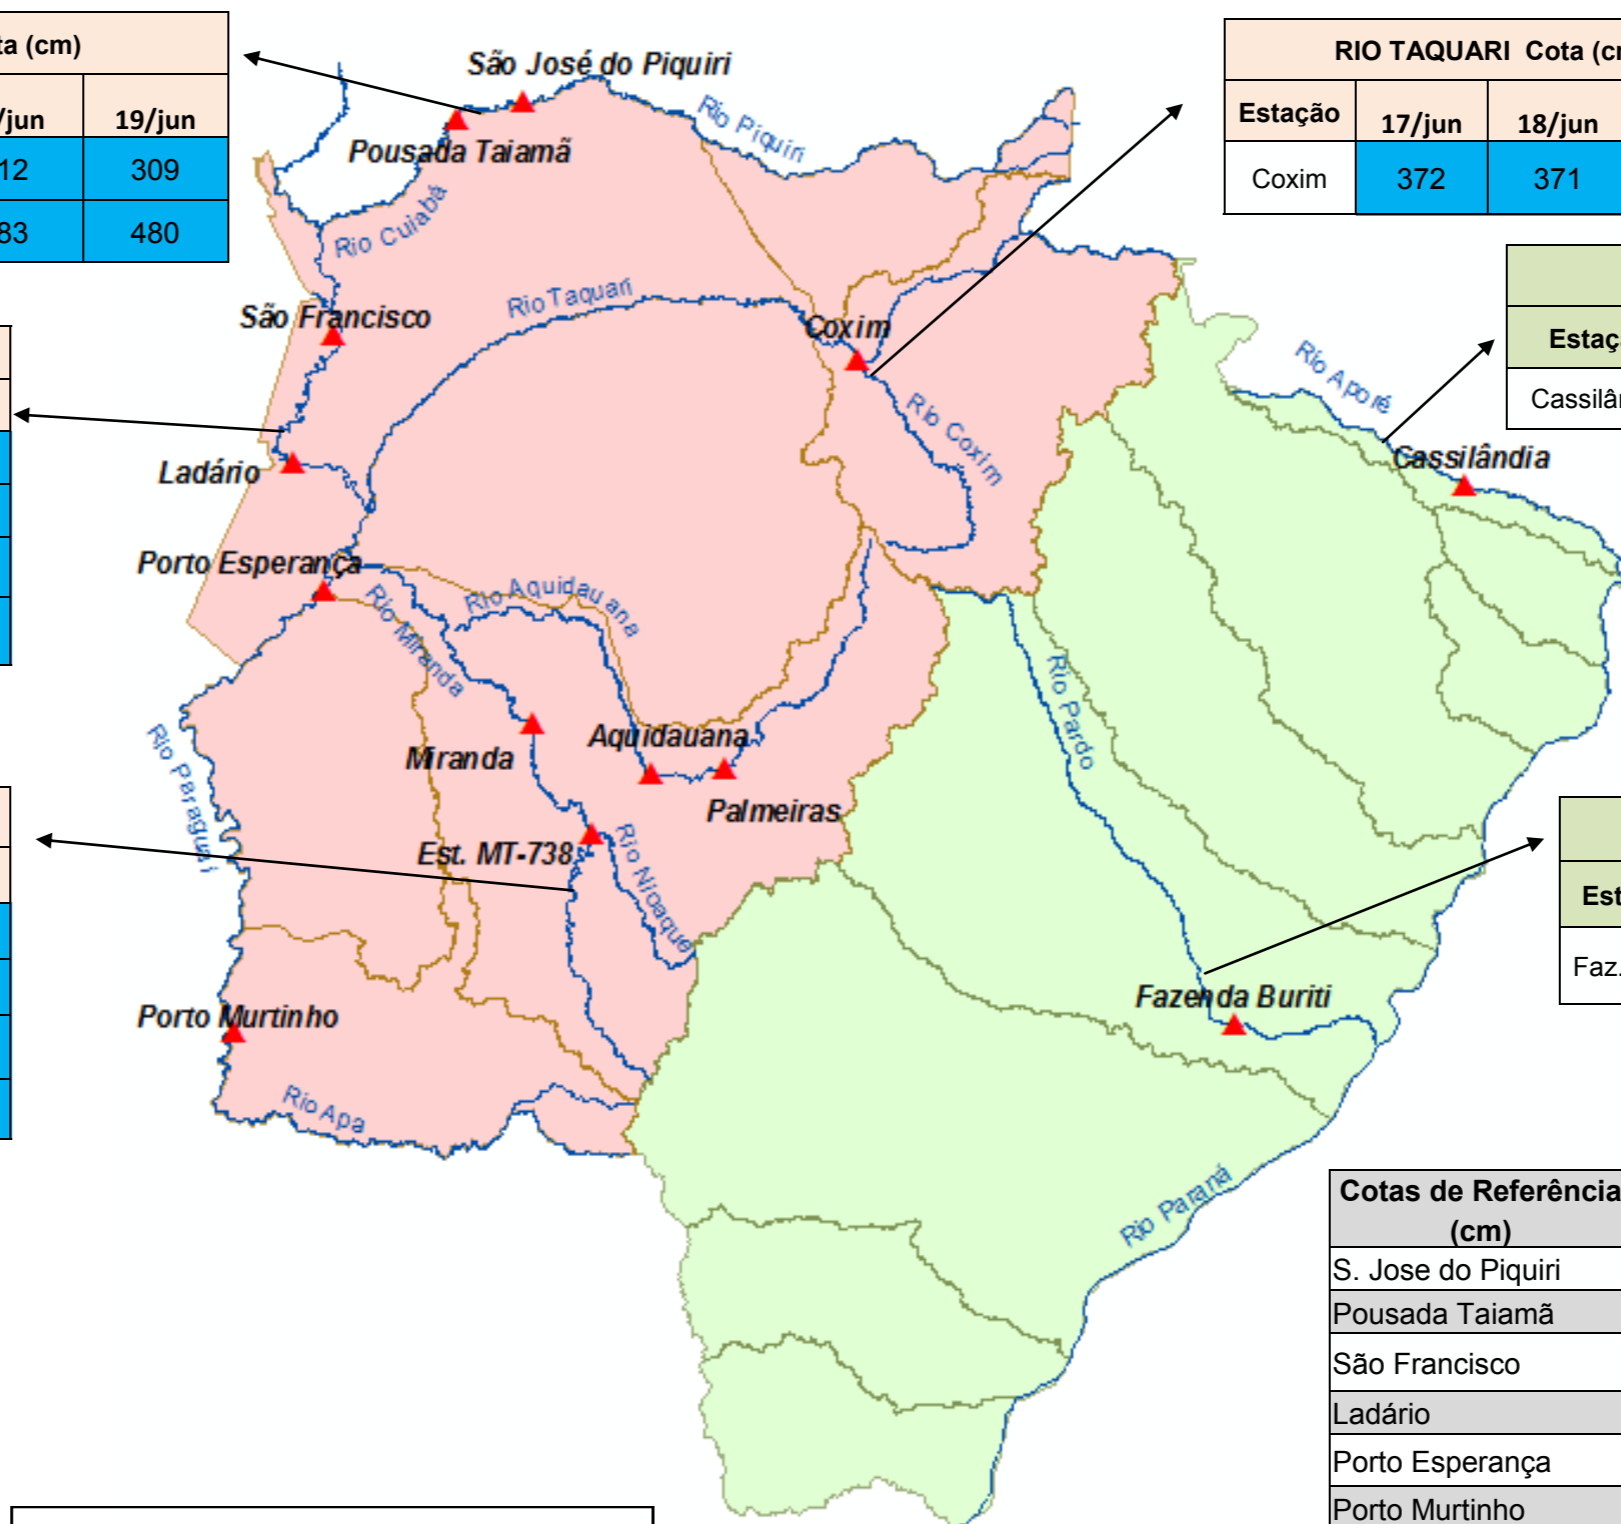 ta (cm)
/jun 19/jun
12 309
83 480
RIO TAQUARI Cota (cm
Estação 17/jun 18/jun
Coxim 372 371
São José do Piquiri
Pousada Taiamã
Rio Piquiri
Rio Cuiabá
São Francisco
Rio Taquari
Coxim
Rio Coxim
Estaç
Cassilân
Rio Aporé
Cassilândia
Ladário
Porto Esperança
Rio Aquidauana
Rio Miranda
Rio Pardo
Rio Paraguai
Miranda
Aquidauana
Palmeiras
Est. MT-738
Rio Nioaque
Est
Faz.
Fazenda Buriti
Porto Murtinho
Rio Apa
Rio Paraná
Cotas de Referência
(cm)
S. Jose do Piquiri
Pousada Taiamã
São Francisco
Ladário
Porto Esperança
Porto Murtinho